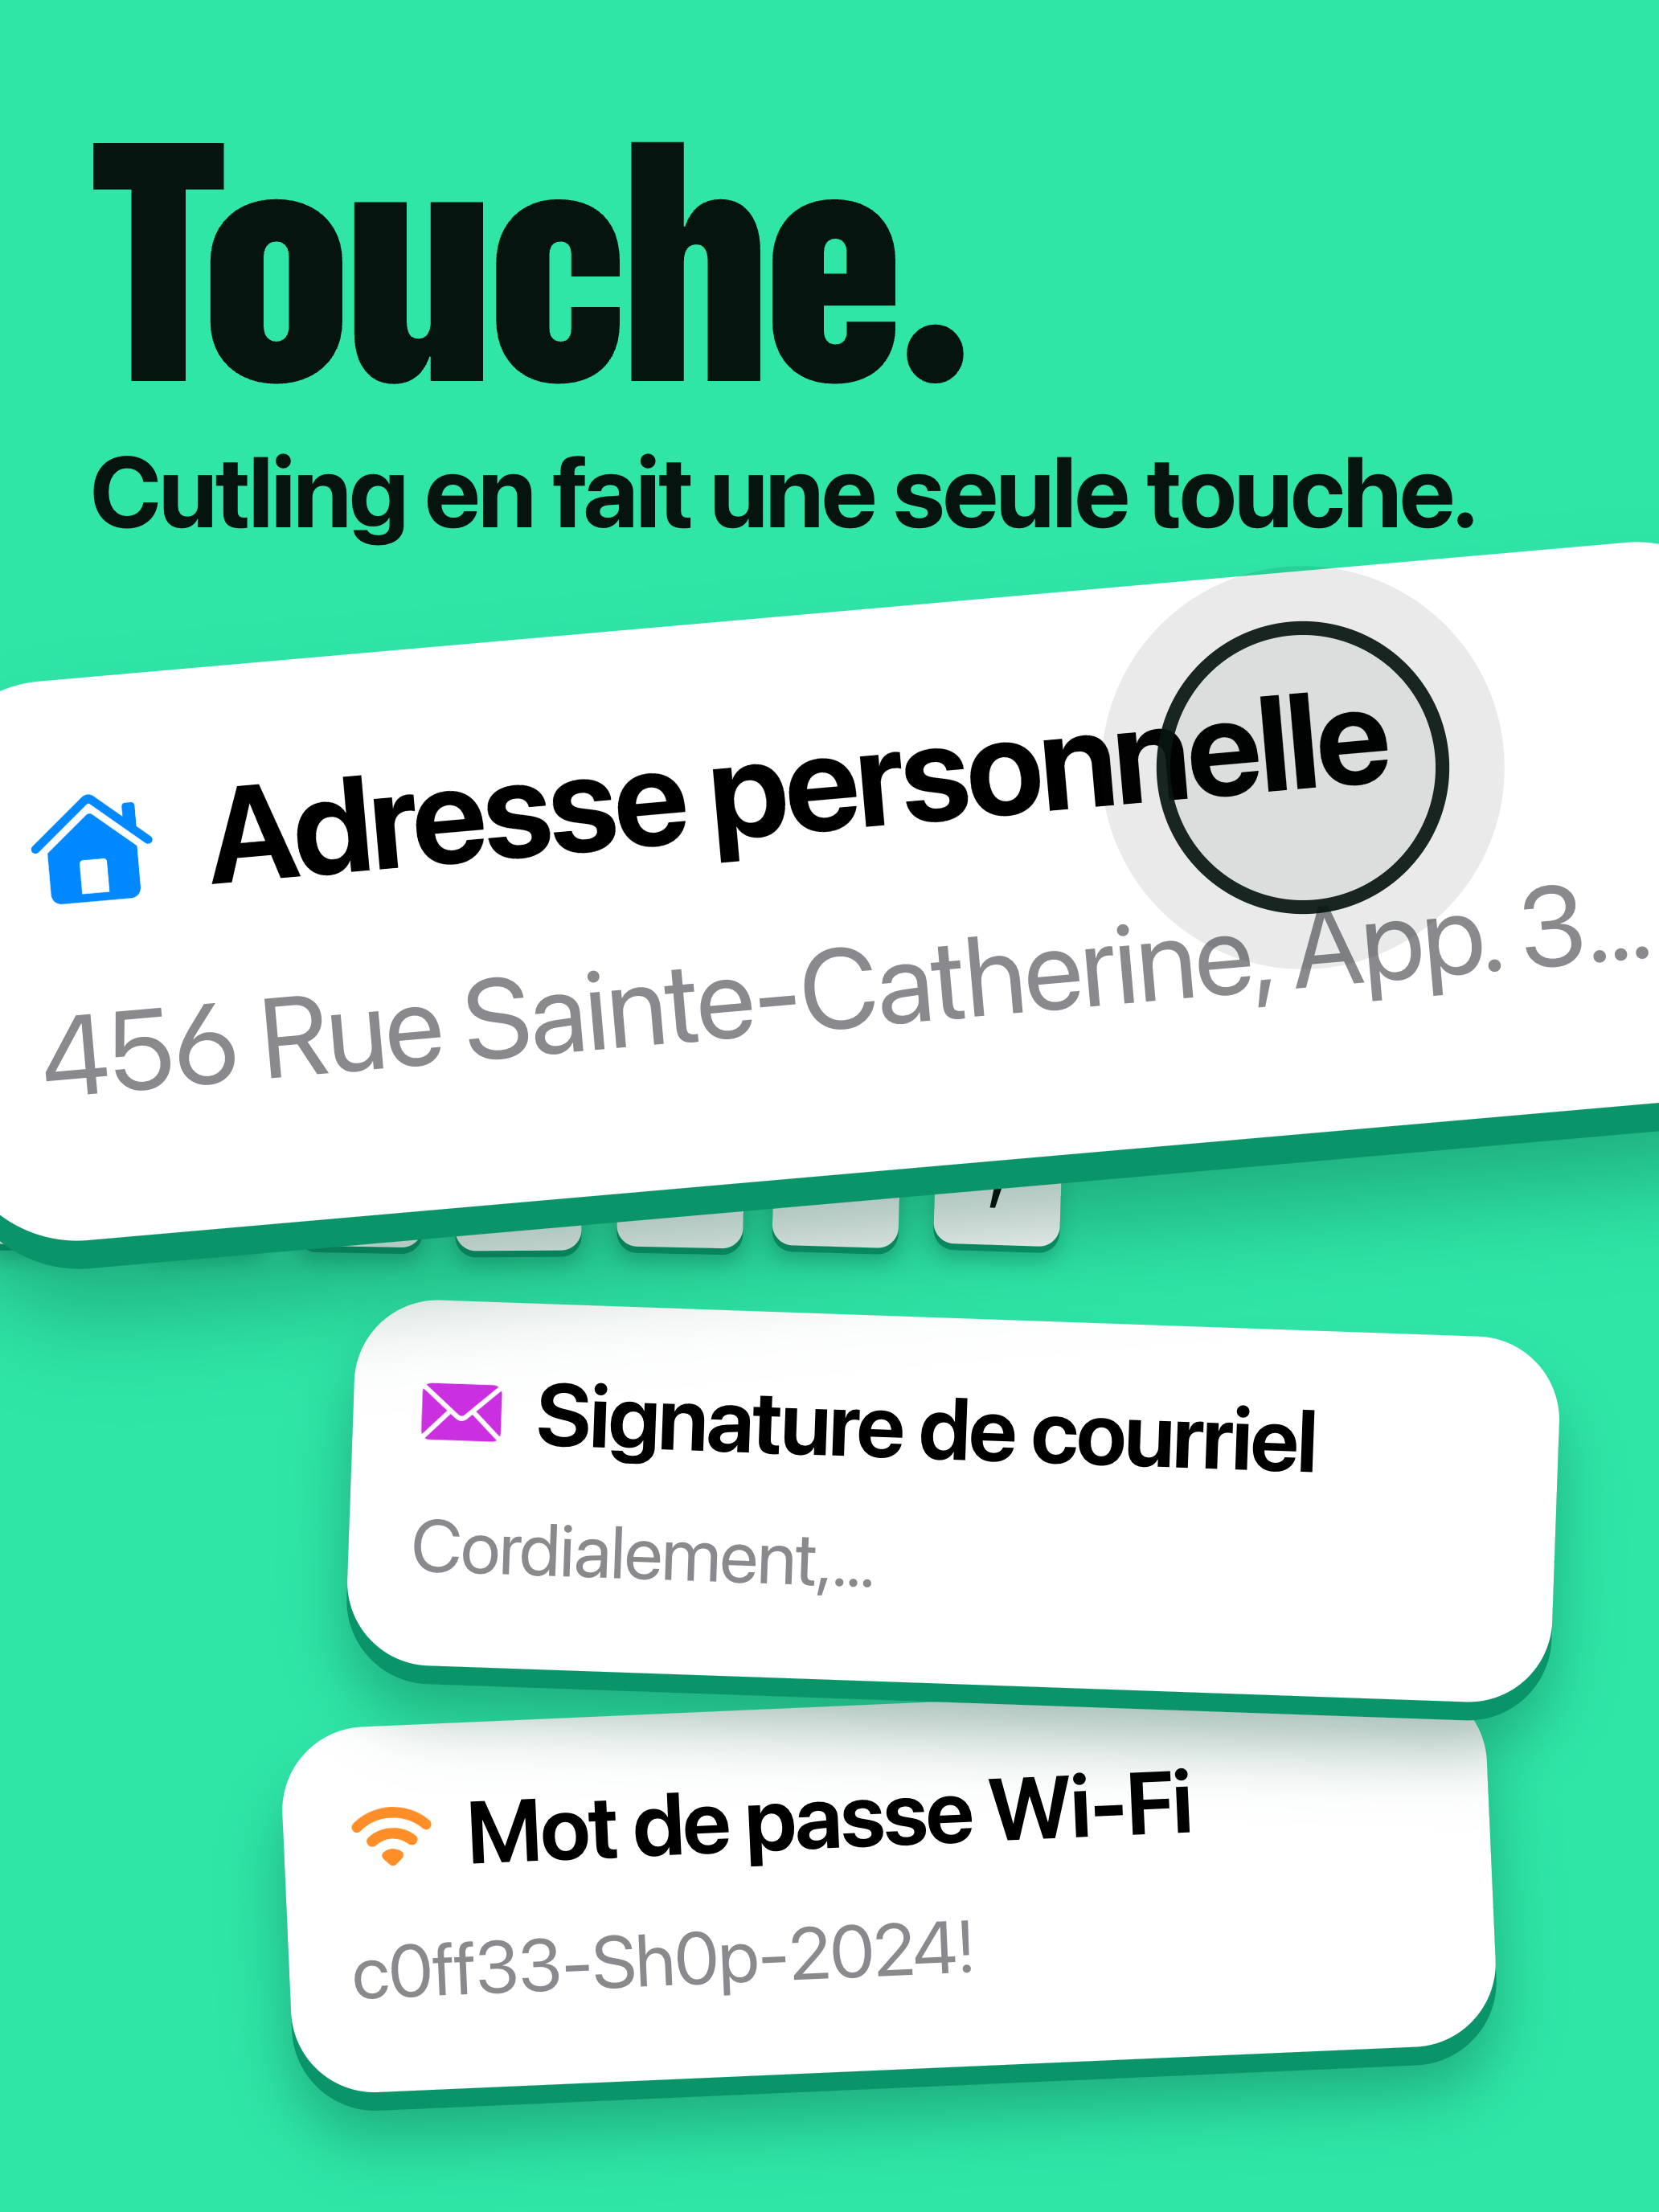 Touche.
Cutling en fait une seule touche.
Adresse personnelle
456 Rue Sainte-Catherine, App. 3...
Signature de courriel
Cordialement,...
Mot de passe Wi-Fi
c0ff33-Sh0p-2024!